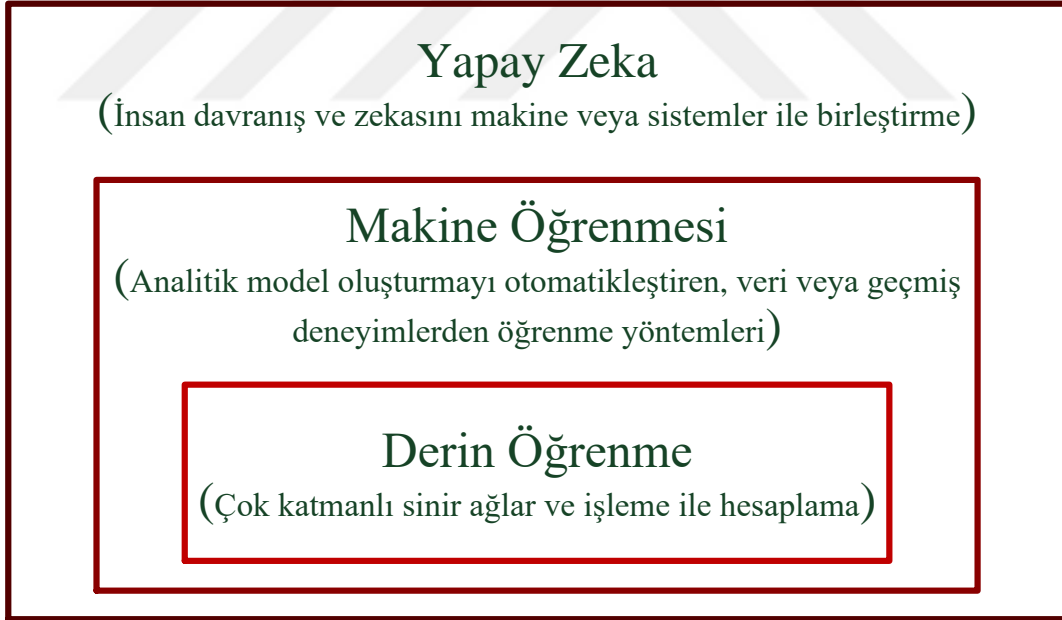 Yapay Zeka
(İnsan davranış ve zekasını makine veya sistemler ile birleştirme)
Makine Öğrenmesi
(Analitik model oluşturmayı otomatikleştiren, veri veya geçmiş
deneyimlerden öğrenme yöntemleri)
Derin Öğrenme
(Çok katmanlı sinir ağlar ve işleme ile hesaplama)